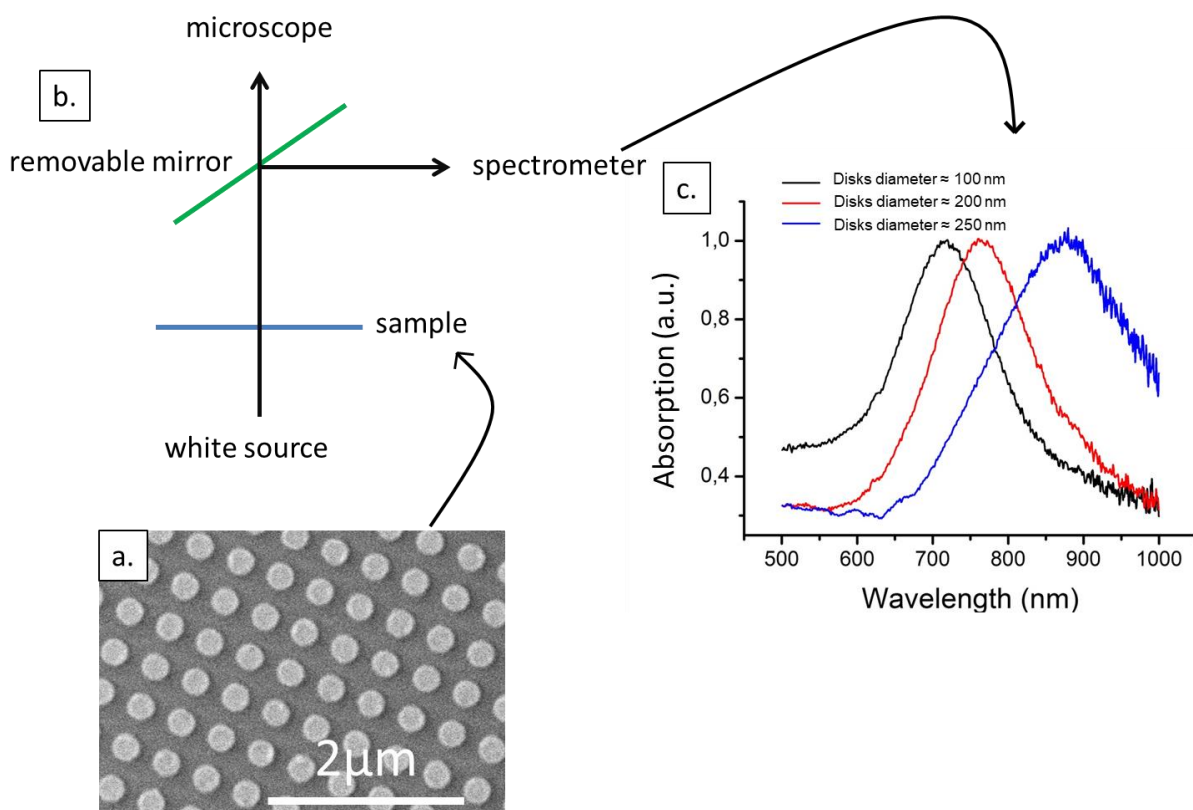 microscope
b.
removable mirror
spectrometer
sample
white source
a.
2µm
c.
Disks diameter ≈ 100 nm
Disks diameter ≈ 200 nm
Disks diameter ≈ 250 nm
1,0
0,8
0,6
0,4
Absorption (a.u.)
500 600 700 800 900 1000
Wavelength (nm)